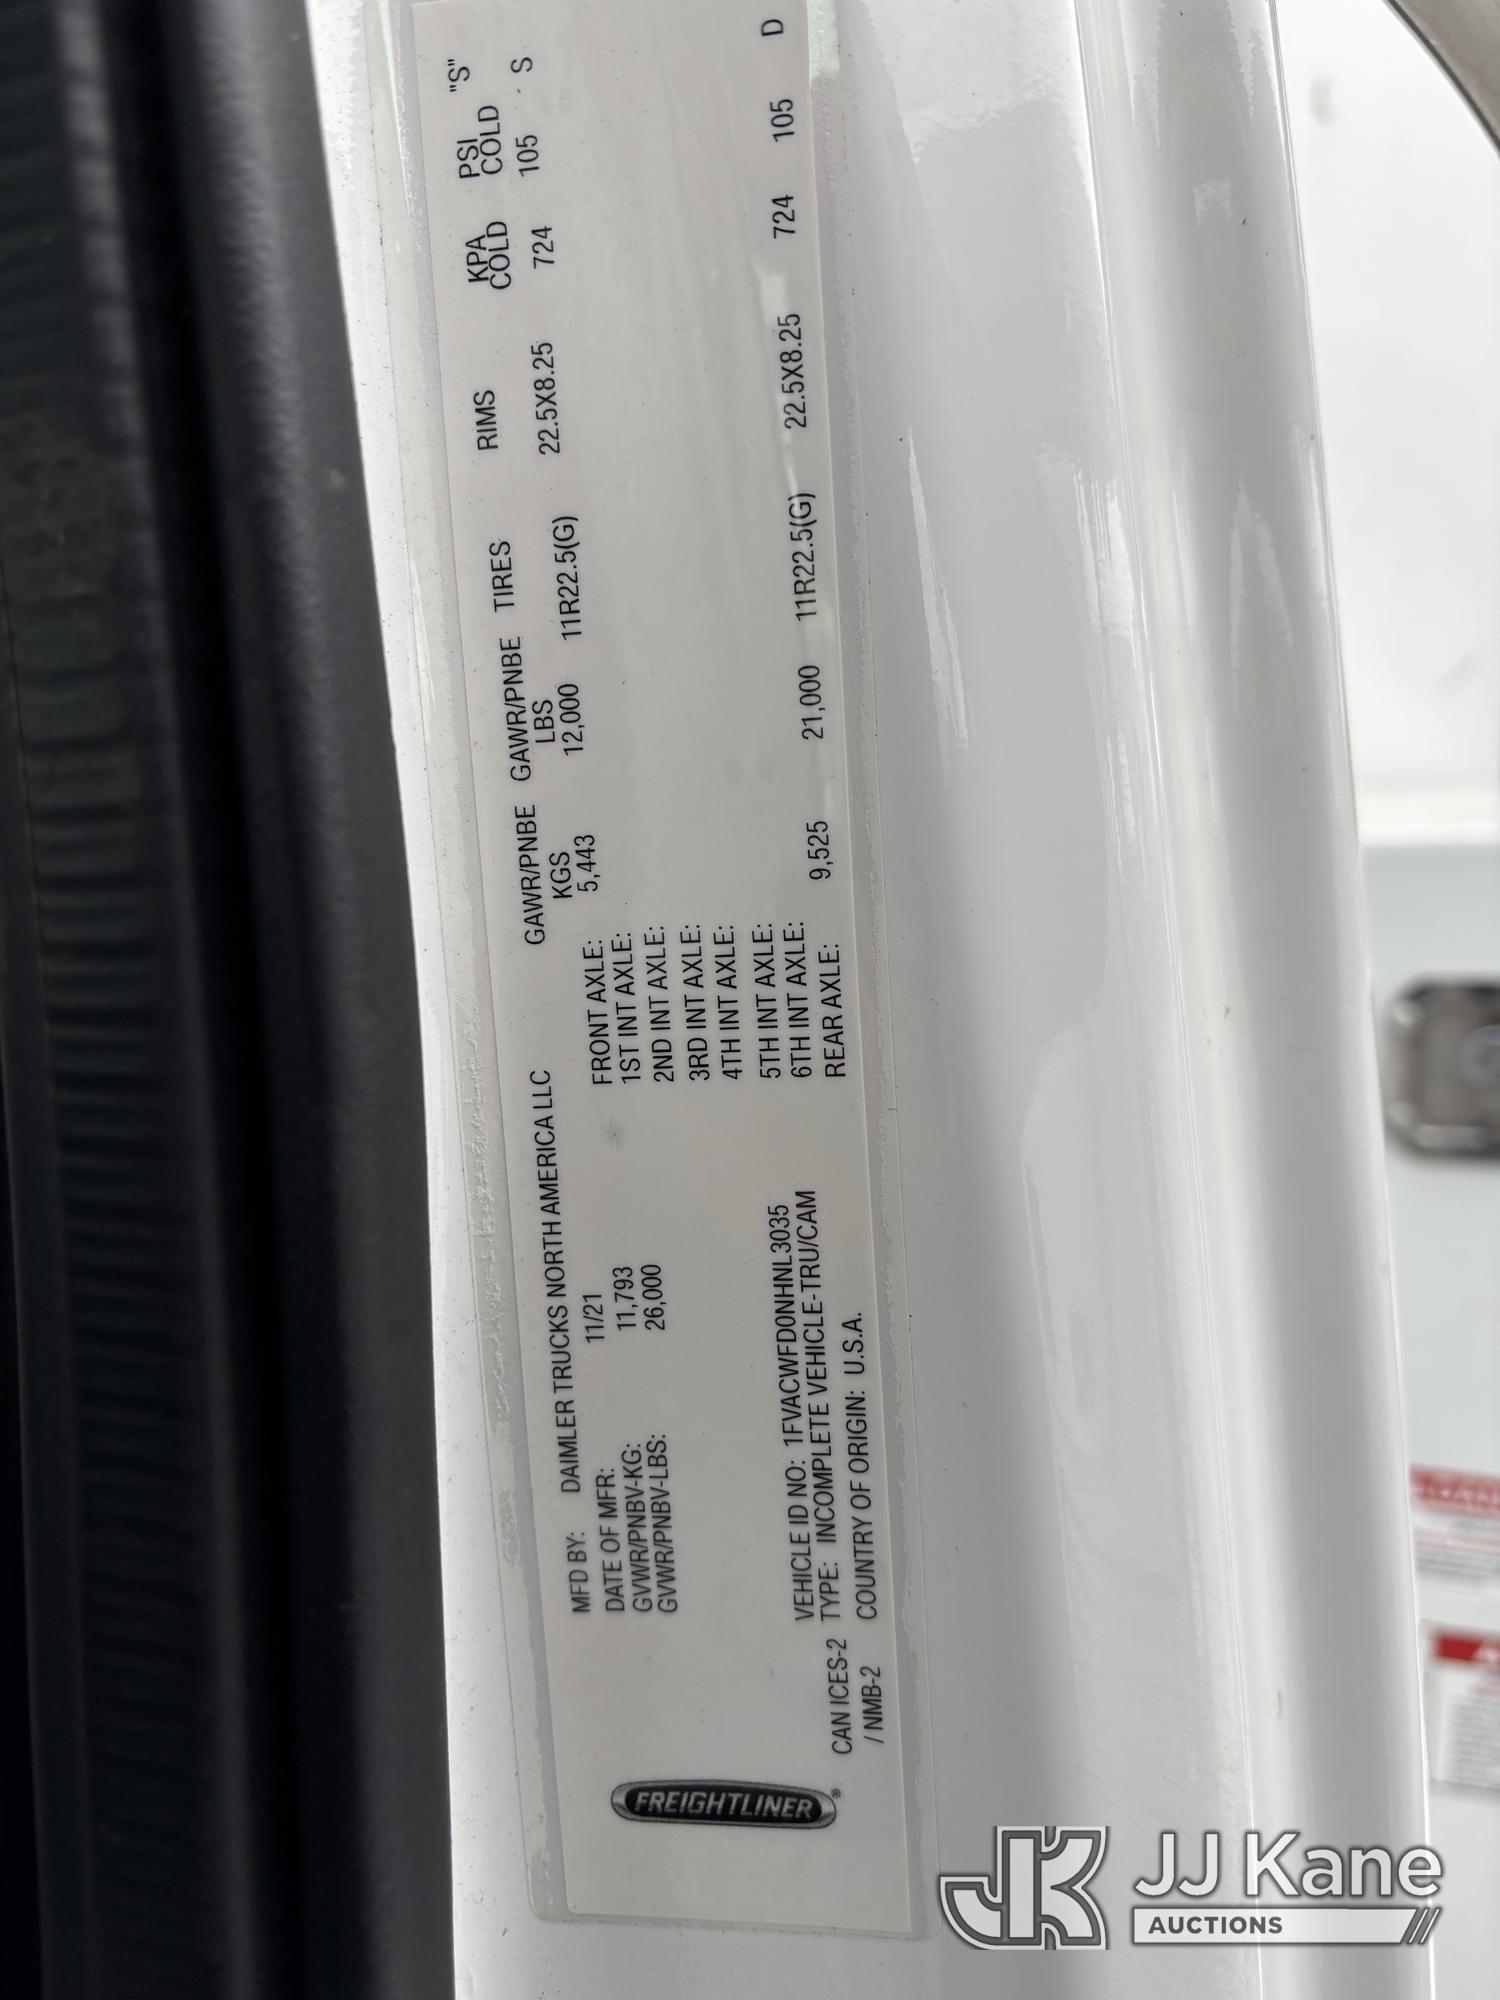 MFD BY: DAIMLER TRUCKS NORTH AMERICA LLC
DATE OF MFR: 11/21
GVWR/PNBV-KG: 11,793
GVWR/PNBV-LBS: 26,000
GAWR/PNBE KGS GAWR/PNBE LBS TIRES RIMS KPA COLD PSI COLD "S"
FRONT AXLE: 5,443 12,000 11R22.5(G) 22.5X8.25 724 105 S
1ST INT AXLE:
2ND INT AXLE:
3RD INT AXLE:
4TH INT AXLE:
5TH INT AXLE:
6TH INT AXLE:
REAR AXLE: 9,525 21,000 11R22.5(G) 22.5X8.25 724 105 D
VEHICLE ID NO: 1FVACWFD0NHNL3035
TYPE: INCOMPLETE VEHICLE-TRU/CAM
COUNTRY OF ORIGIN: U.S.A.
CAN ICES-2
/ NMB-2
FREIGHTLINER®
JK JJ Kane
AUCTIONS